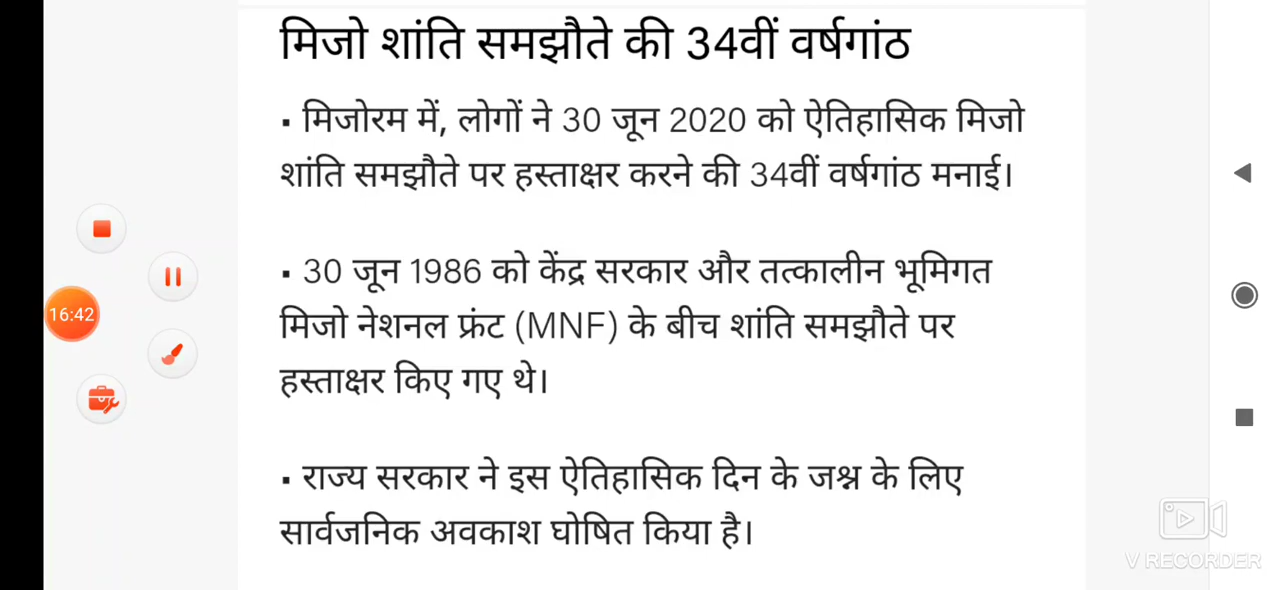 मिजो शांति समझौते की 34वीं वर्षगांठ
▪ मिजोरम में, लोगों ने 30 जून 2020 को ऐतिहासिक मिजो
शांति समझौते पर हस्ताक्षर करने की 34वीं वर्षगांठ मनाई।
▪ 30 जून 1986 को केंद्र सरकार और तत्कालीन भूमिगत
मिजो नेशनल फ्रंट (MNF) के बीच शांति समझौते पर
हस्ताक्षर किए गए थे।
▪ राज्य सरकार ने इस ऐतिहासिक दिन के जश्न के लिए
सार्वजनिक अवकाश घोषित किया है।
16:42
V RECORDER